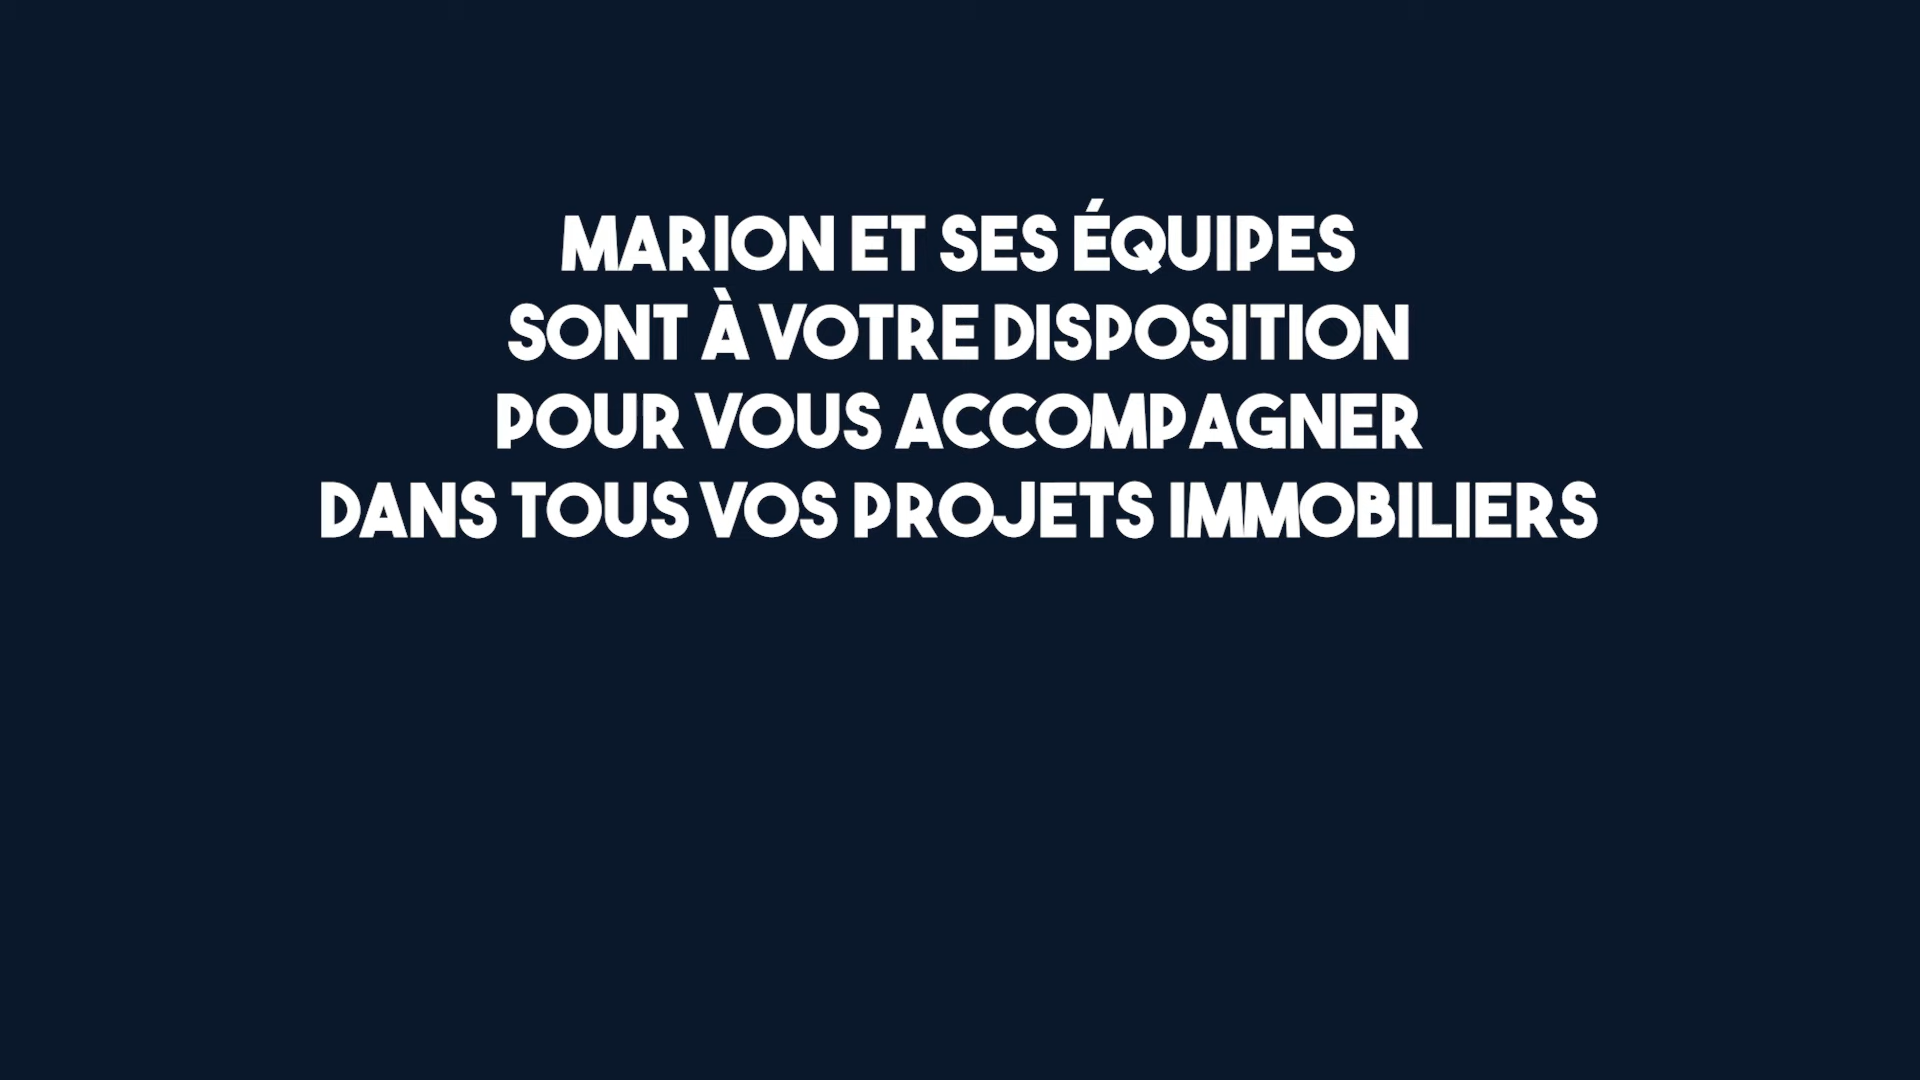 MARION ET SES ÉQUIPES
SONT À VOTRE DISPOSITION
POUR VOUS ACCOMPAGNER
DANS TOUS VOS PROJETS IMMOBILIERS